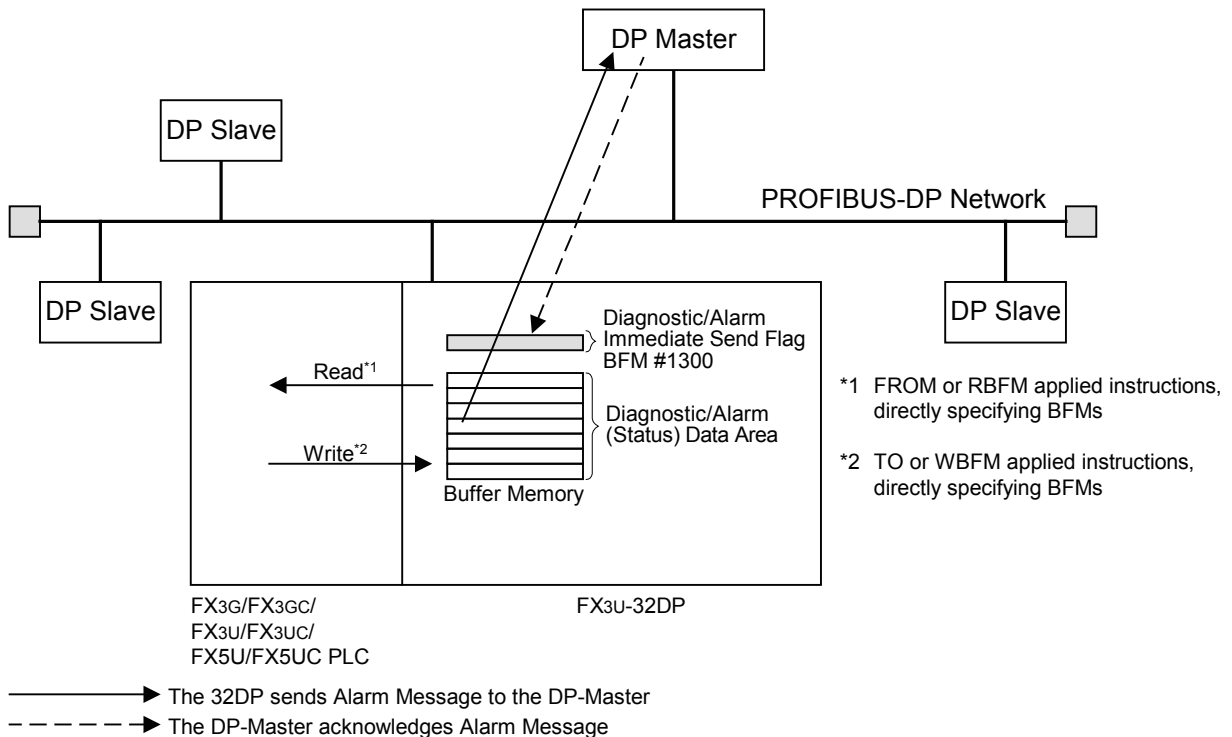 DP Master
DP Slave
PROFIBUS-DP Network
DP Slave
DP Slave
Diagnostic/Alarm
Immediate Send Flag
BFM #1300
Read*1
Diagnostic/Alarm
(Status) Data Area
Write*2
Buffer Memory
*1 FROM or RBFM applied instructions,
directly specifying BFMs
*2 TO or WBFM applied instructions,
directly specifying BFMs
FX3G/FX3GC/
FX3U/FX3UC/
FX5U/FX5UC PLC
FX3U-32DP
The 32DP sends Alarm Message to the DP-Master
The DP-Master acknowledges Alarm Message